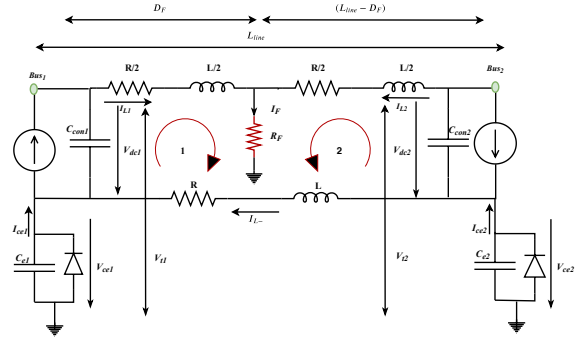 D_F (L_line − D_F)
L_line
Bus_1 R/2 L/2 R/2 L/2 Bus_2
I_L1 I_F I_L2
C_con1 R_F C_con2
V_dc1 1 2 V_dc2
R L
I_L−
I_ce1 I_ce2
C_e1 V_ce1 V_t1 V_t2 C_e2 V_ce2